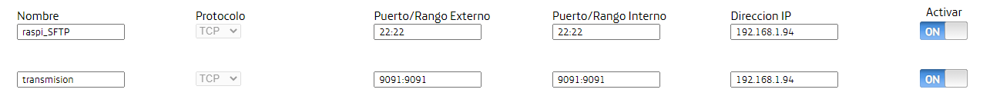 Nombre Protocolo Puerto/Rango Externo Puerto/Rango Interno Direccion IP Activar
raspi_SFTP TCP 22:22 22:22 192.168.1.94 ON
transmision TCP 9091:9091 9091:9091 192.168.1.94 ON